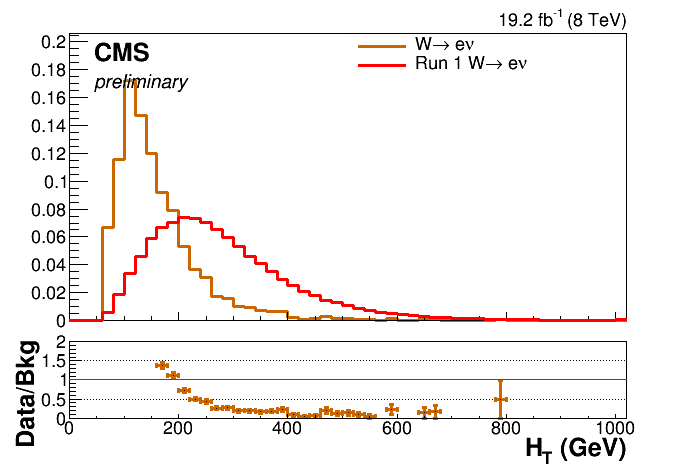 19.2 fb⁻¹ (8 TeV)
CMS
preliminary
W→ eν
Run 1 W→ eν
0.2
0.18
0.16
0.14
0.12
0.1
0.08
0.06
0.04
0.02
0
Data/Bkg
2
1.5
1
0.5
0
0 200 400 600 800 1000
H_T (GeV)